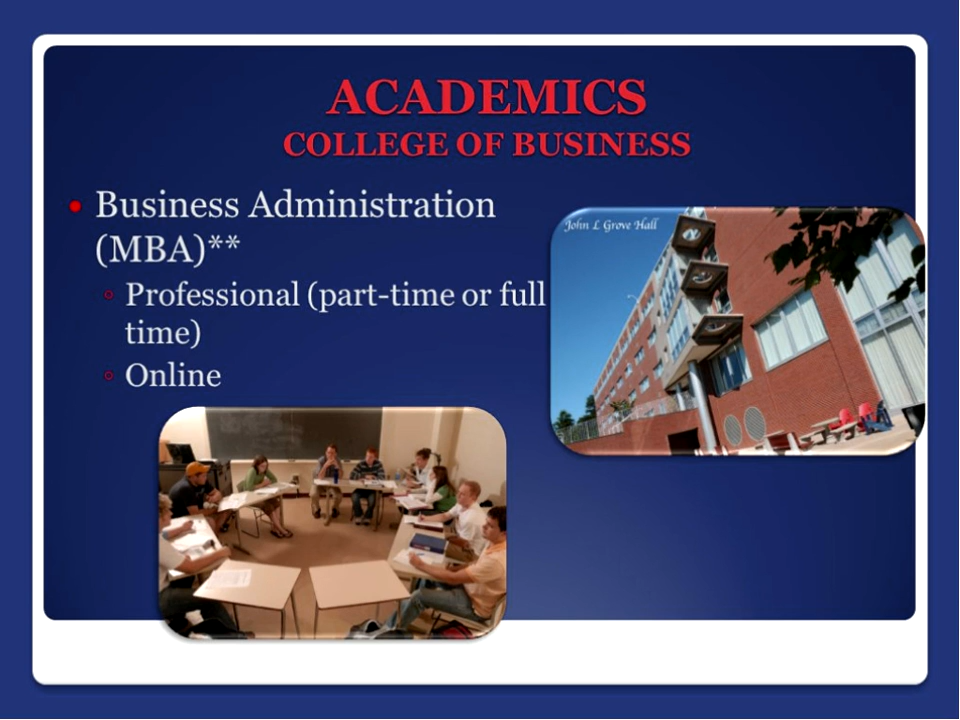 ACADEMICS
COLLEGE OF BUSINESS
• Business Administration
(MBA)**
◦ Professional (part-time or full
time)
◦ Online
John L Grove Hall